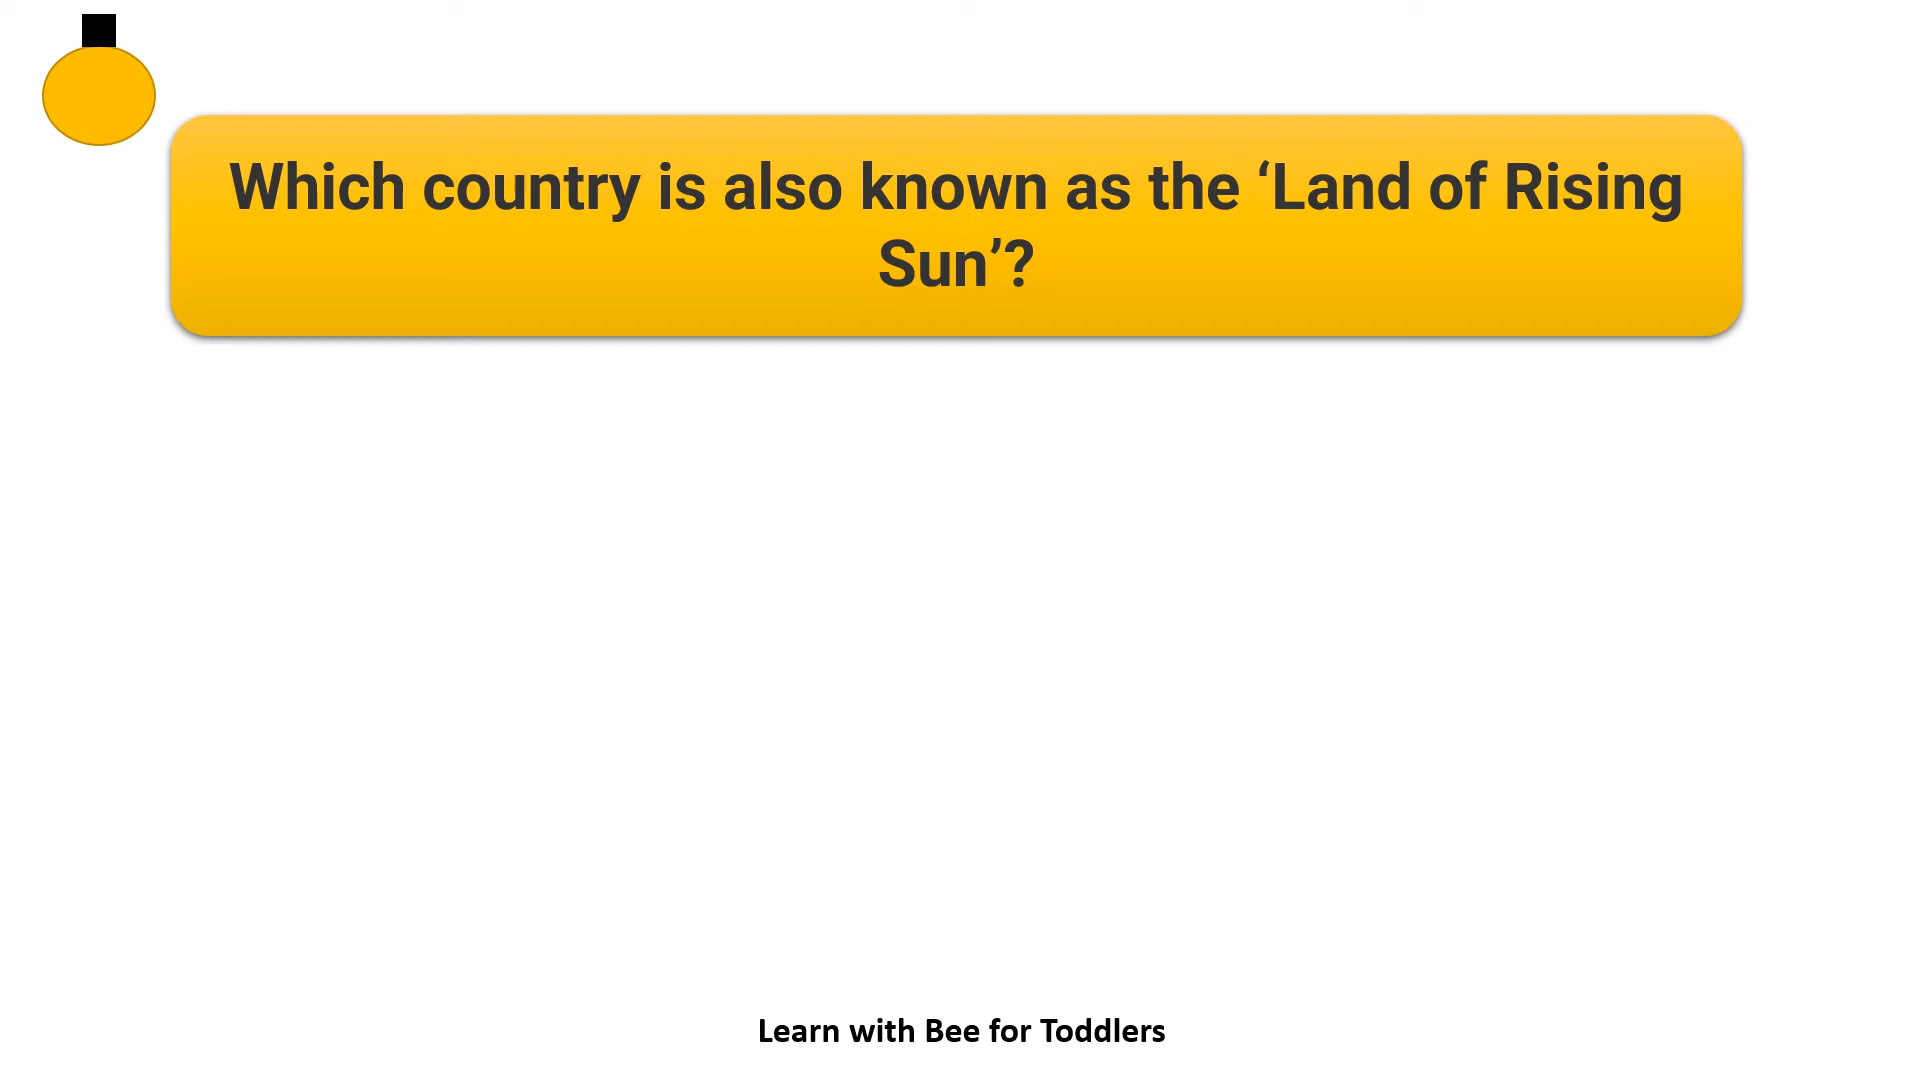 Which country is also known as the ‘Land of Rising
Sun’?
Learn with Bee for Toddlers